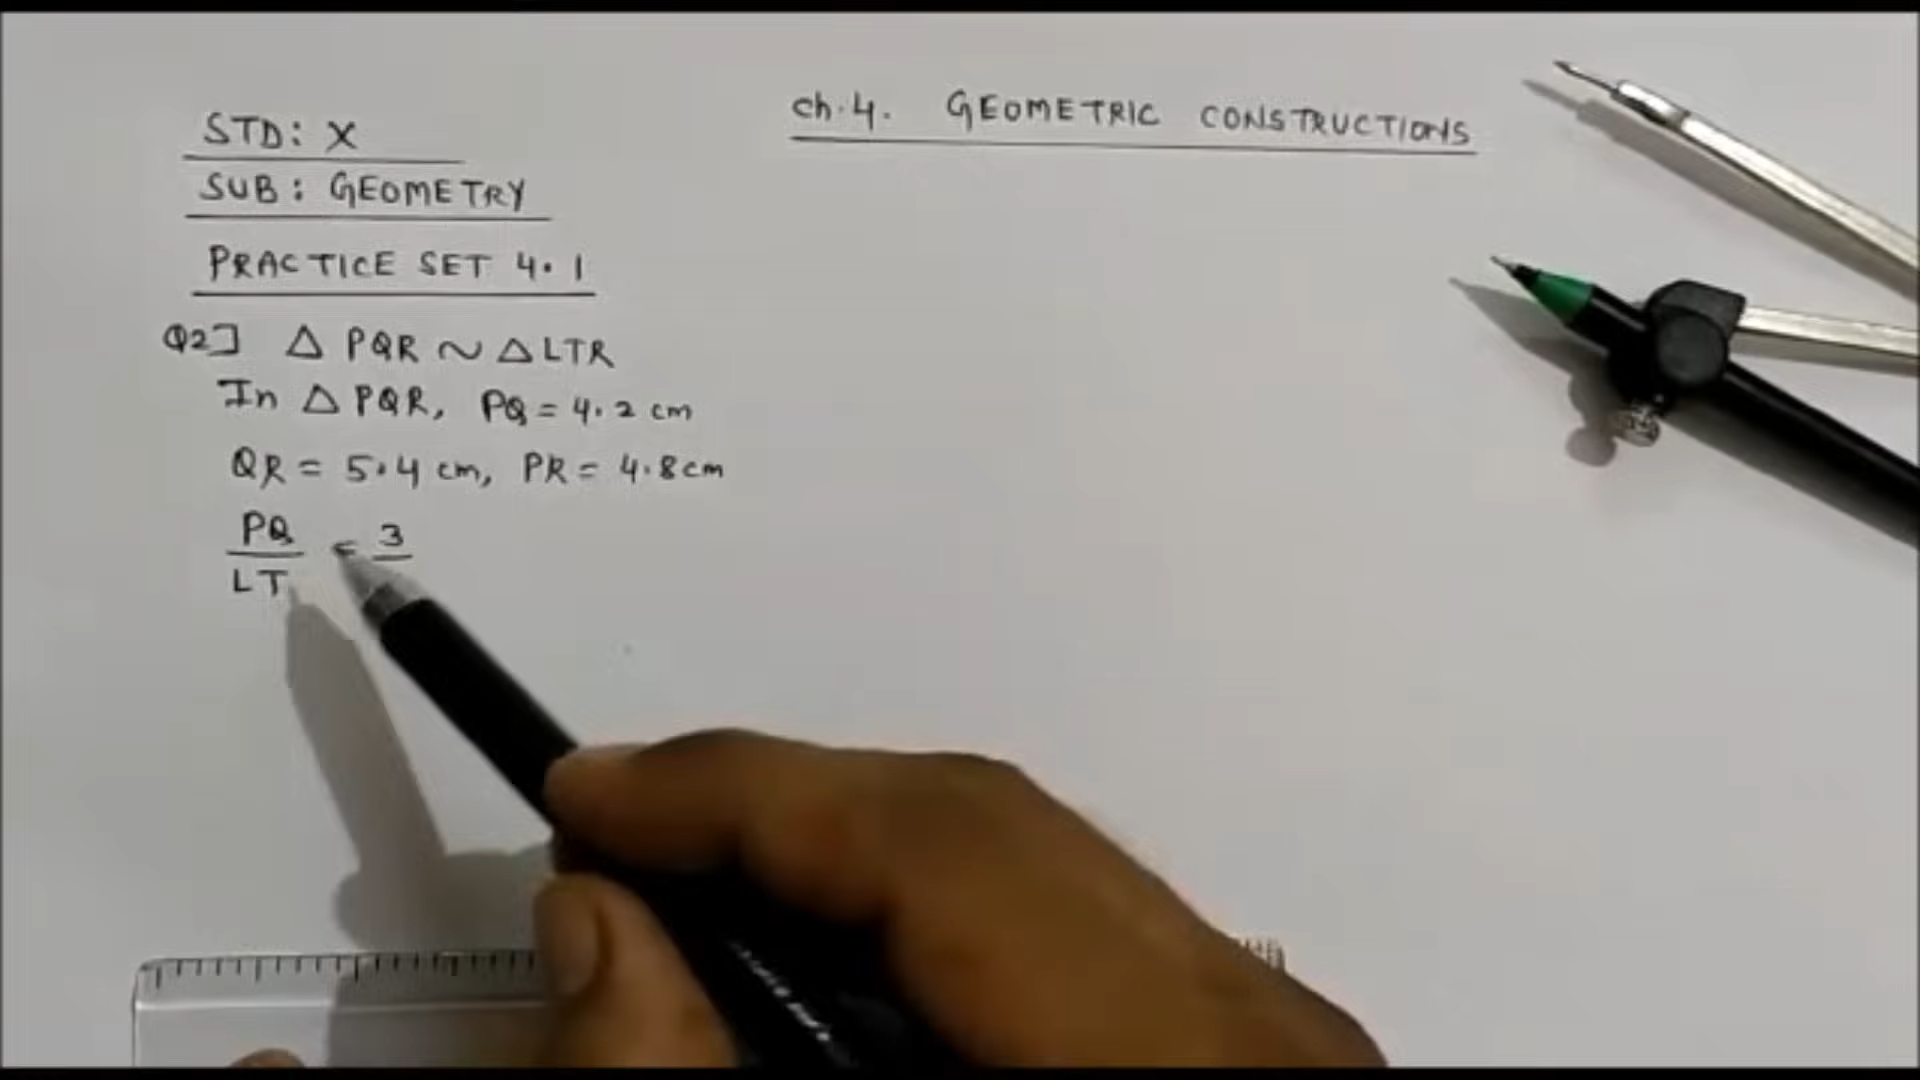 STD: X
SUB: GEOMETRY
PRACTICE SET 4.1
ch.4. GEOMETRIC CONSTRUCTIONS
Q2] △ PQR ~ △ LTR
In △ PQR, PQ = 4.2 cm
QR = 5.4 cm, PR = 4.8 cm
PQ = 3
LT